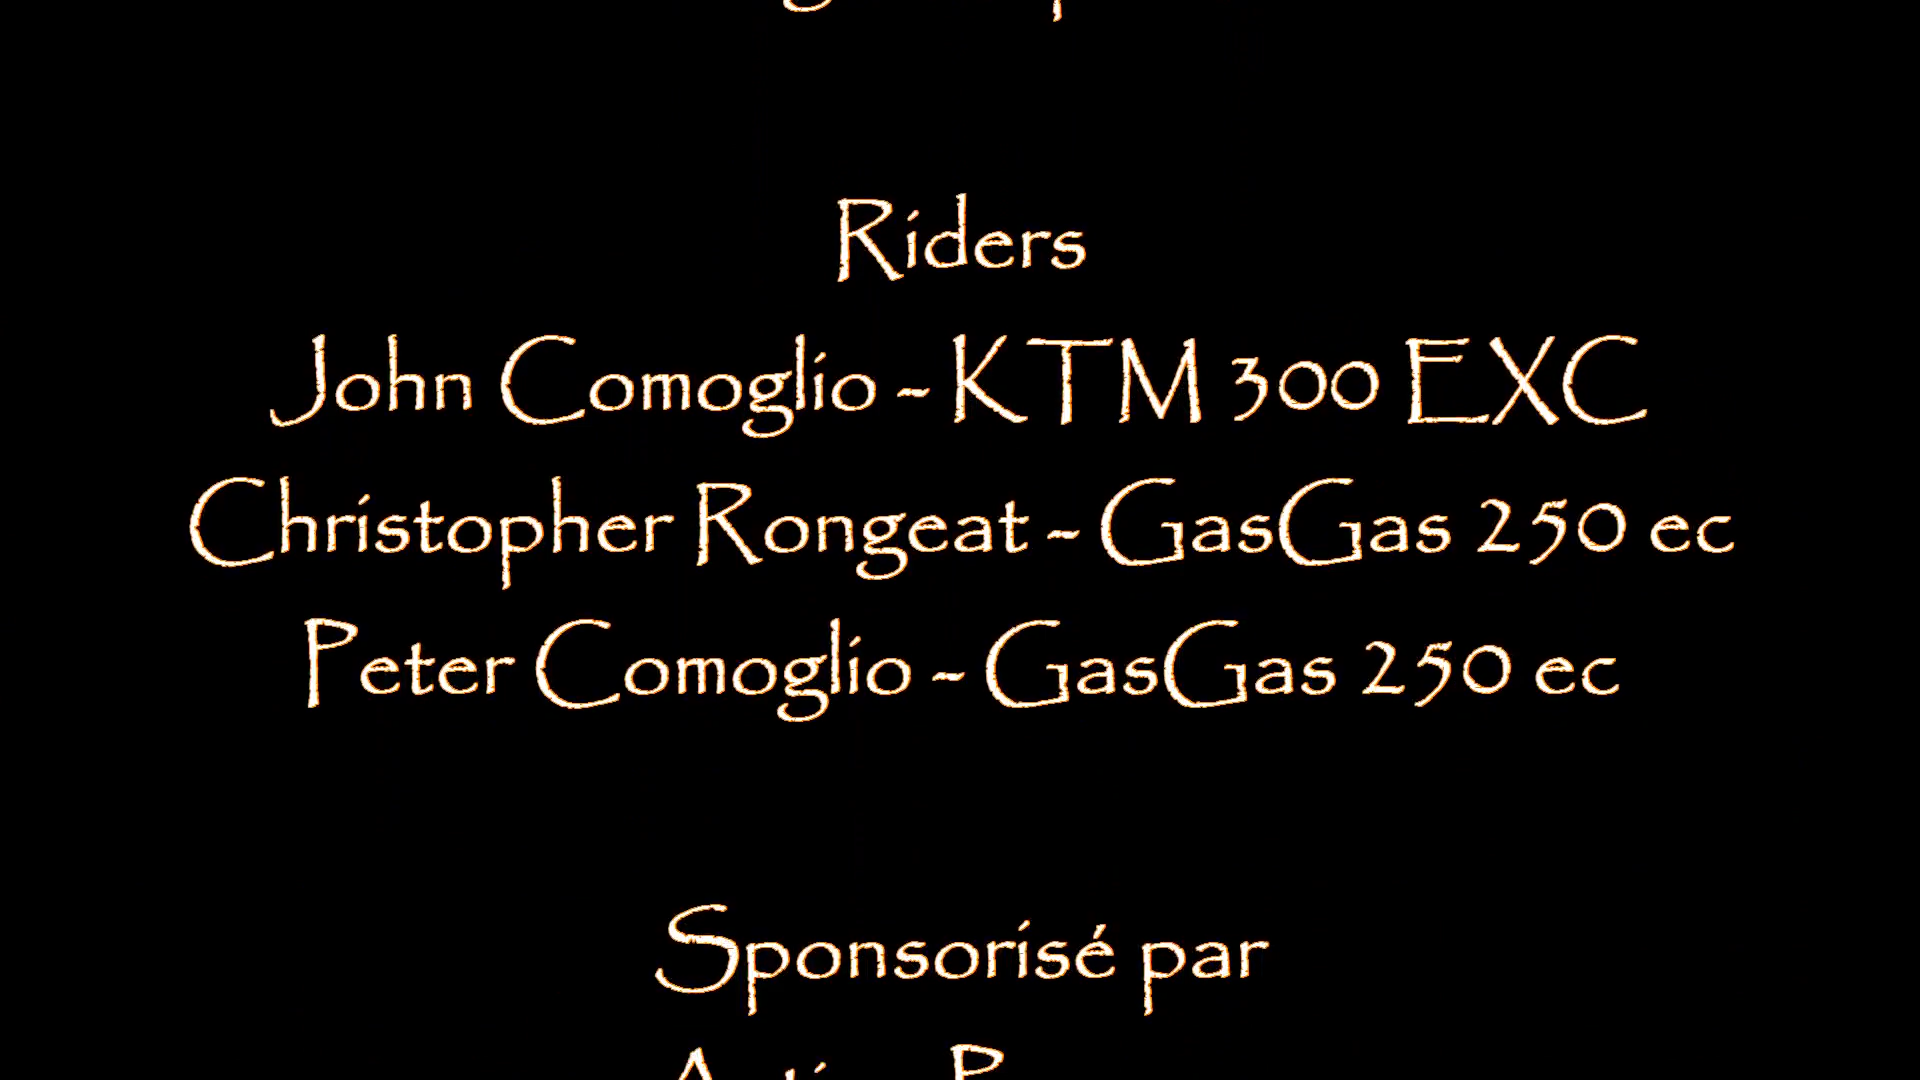 Riders
John Comoglio - KTM 300 EXC
Christopher Rongeat - GasGas 250 ec
Peter Comoglio - GasGas 250 ec
Sponsorisé par